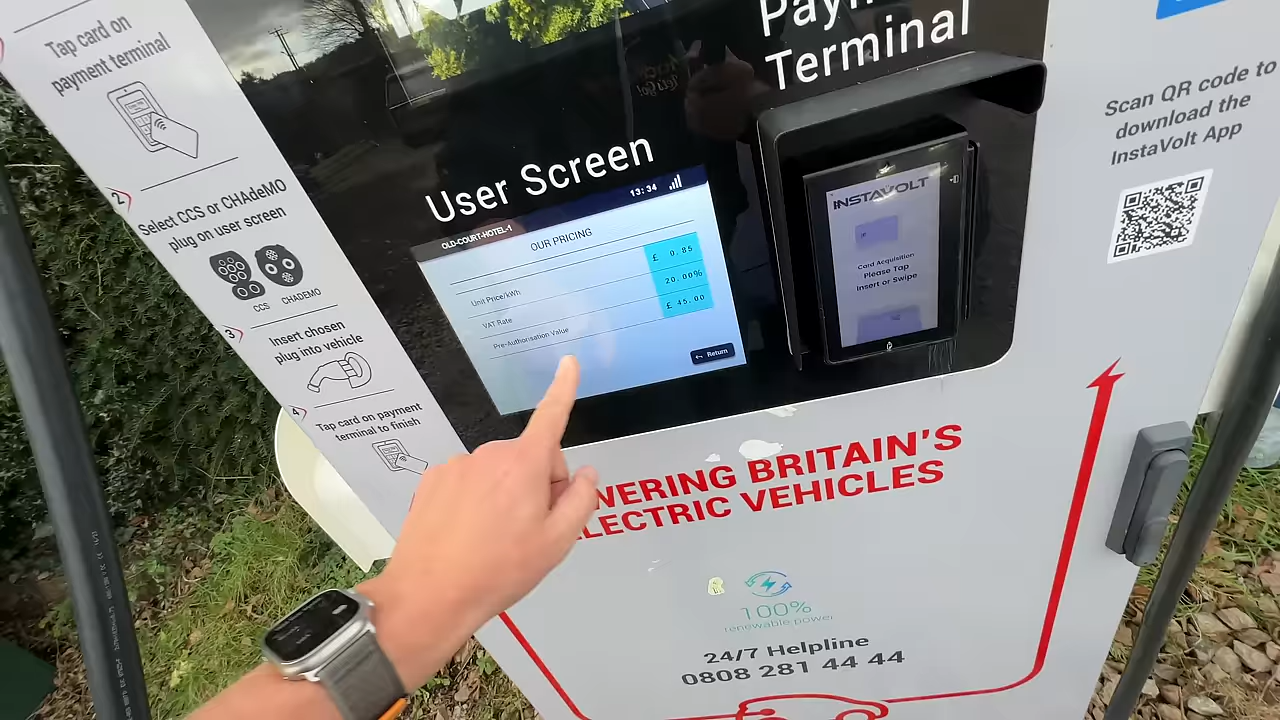 Tap card on
payment terminal
2
Select CCS or CHAdeMO
plug on user screen
CCS
CHADEMO
3
Insert chosen
plug into vehicle
4
Tap card on payment
terminal to finish
User Screen
13:34
OLD-COURT-HOTEL-1
OUR PRICING
Unit Price/kWh
£ 0.85
VAT Rate
20.00%
Pre-Authorisation Value
£ 45.00
Return
Terminal
INSTAVOLT
Card Acquisition
Please Tap
Insert or Swipe
Scan QR code to
download the
InstaVolt App
BRITAIN'S
VEHICLES
100%
renewable power
24/7 Helpline
0808 281 44 44